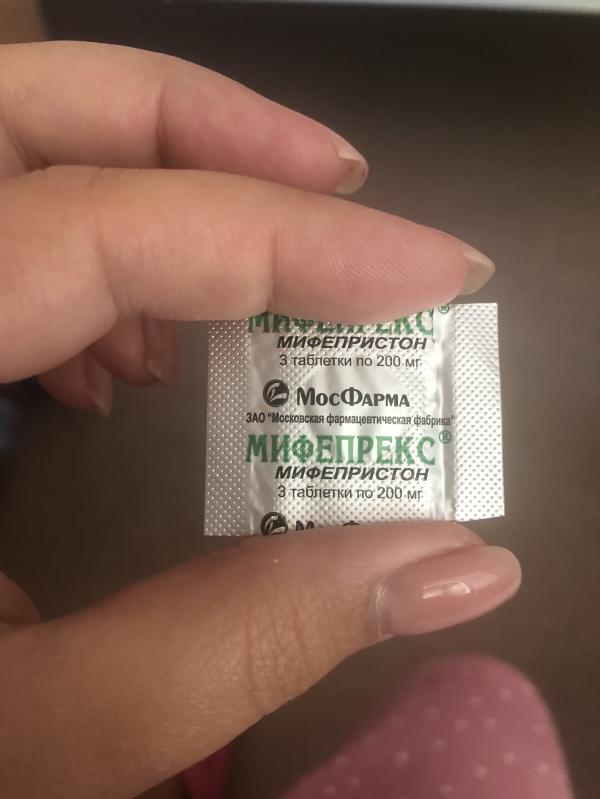 МИФЕПРЕКС®
МИФЕПРИСТОН
3 таблетки по 200 мг
МосФарма
ЗАО "Московская фармацевтическая фабрика"
МИФЕПРЕКС®
МИФЕПРИСТОН
3 таблетки по 200 мг